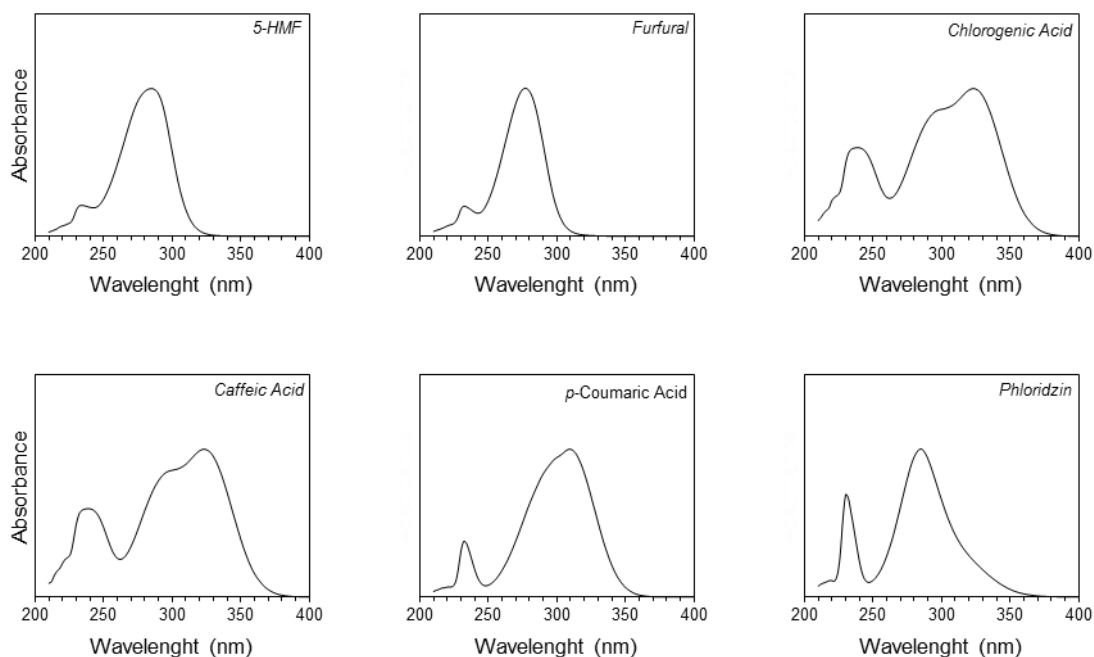 5-HMF
Furfural
Chlorogenic Acid
Absorbance
200 250 300 350 400
200 250 300 350 400
200 250 300 350 400
Wavelenght (nm)
Wavelenght (nm)
Wavelenght (nm)
Caffeic Acid
p-Coumaric Acid
Phloridzin
Absorbance
200 250 300 350 400
200 250 300 350 400
200 250 300 350 400
Wavelenght (nm)
Wavelenght (nm)
Wavelenght (nm)